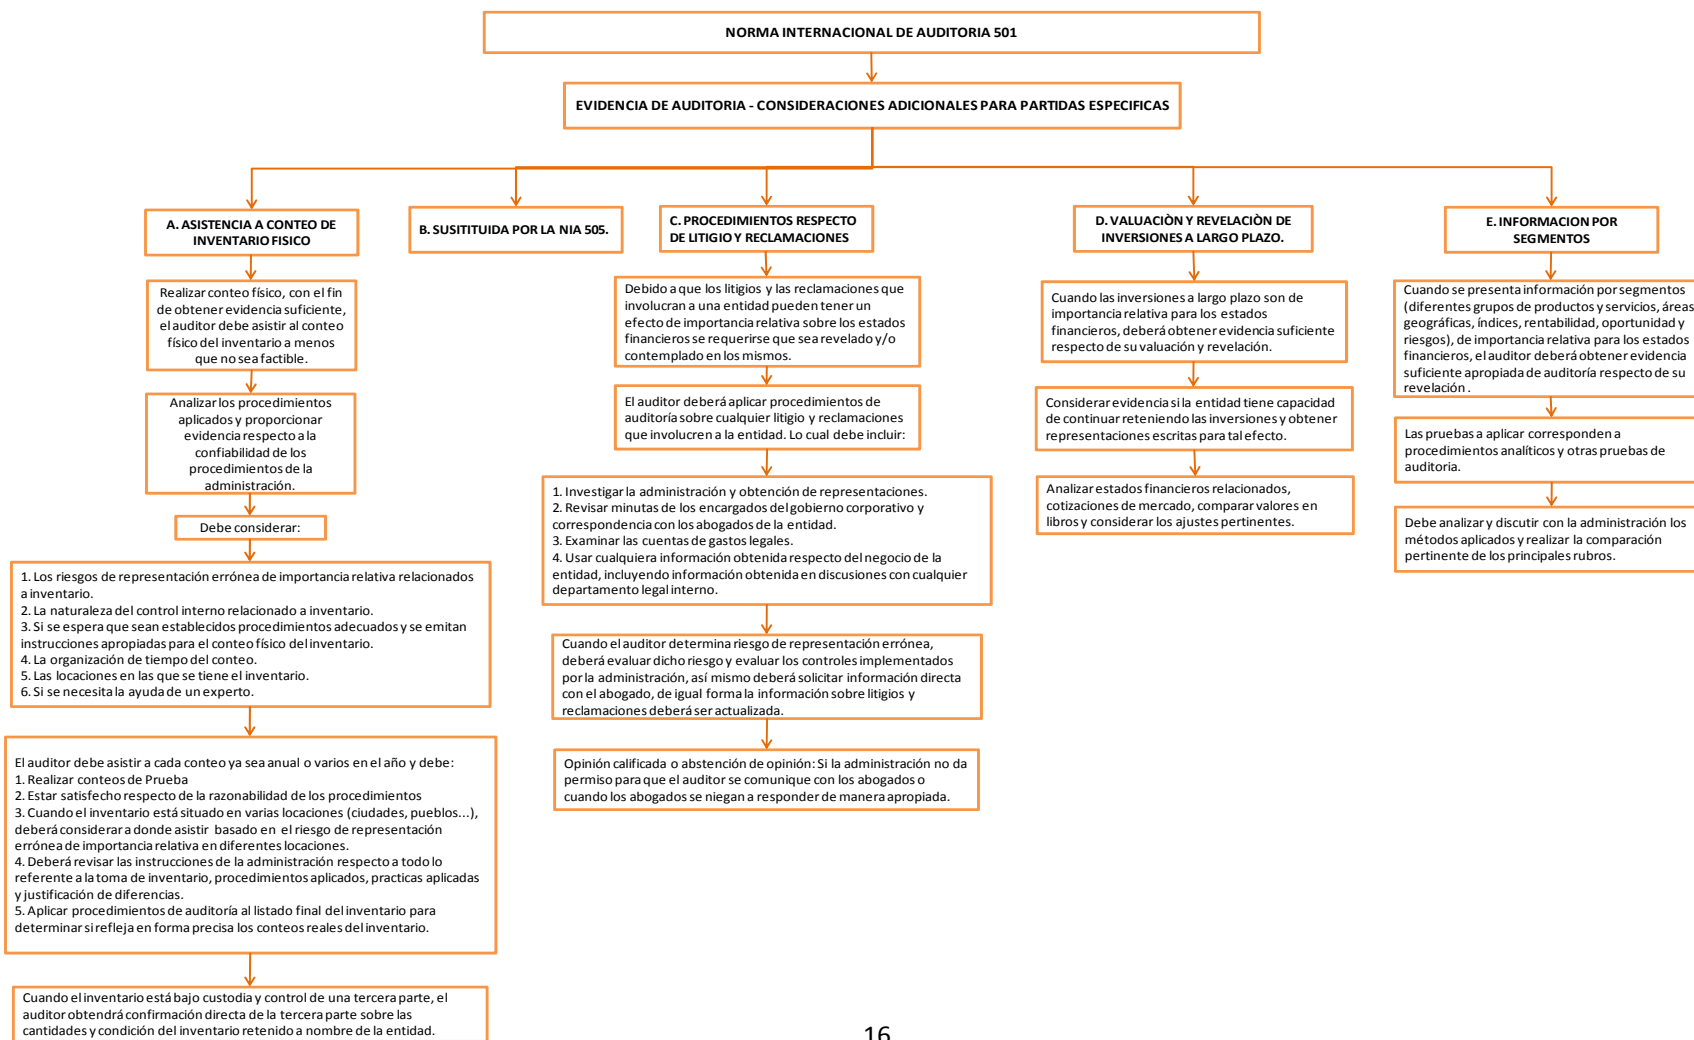 NORMA INTERNACIONAL DE AUDITORIA 501
EVIDENCIA DE AUDITORIA - CONSIDERACIONES ADICIONALES PARA PARTIDAS ESPECIFICAS
A. ASISTENCIA A CONTEO DE
INVENTARIO FISICO
Realizar conteo físico, con el fin
de obtener evidencia suficiente,
el auditor debe asistir al conteo
físico del inventario a menos
que no sea factible.
Analizar los procedimientos
aplicados y proporcionar
evidencia respecto a la
confiabilidad de los
procedimientos de la
administración.
Debe considerar:
1. Los riesgos de representación errónea de importancia relativa relacionados
a inventario.
2. La naturaleza del control interno relacionado a inventario.
3. Si se espera que sean establecidos procedimientos adecuados y se emitan
instrucciones apropiadas para el conteo físico del inventario.
4. La organización de tiempo del conteo.
5. Las locaciones en las que se tiene el inventario.
6. Si se necesita la ayuda de un experto.
El auditor debe asistir a cada conteo ya sea anual o varios en el año y debe:
1. Realizar conteos de Prueba
2. Estar satisfecho respecto de la razonabilidad de los procedimientos
3. Cuando el inventario está situado en varias locaciones (ciudades, pueblos...),
deberá considerar a donde asistir basado en el riesgo de representación
errónea de importancia relativa en diferentes locaciones.
4. Deberá revisar las instrucciones de la administración respecto a todo lo
referente a la toma de inventario, procedimientos aplicados, practicas aplicadas
y justificación de diferencias.
5. Aplicar procedimientos de auditoría al listado final del inventario para
determinar si refleja en forma precisa los conteos reales del inventario.
Cuando el inventario está bajo custodia y control de una tercera parte, el
auditor obtendrá confirmación directa de la tercera parte sobre las
cantidades y condición del inventario retenido a nombre de la entidad.
B. SUSITITUIDA POR LA NIA 505.
C. PROCEDIMIENTOS RESPECTO
DE LITIGIO Y RECLAMACIONES
Debido a que los litigios y las reclamaciones que
involucran a una entidad pueden tener un
efecto de importancia relativa sobre los estados
financieros se requerirse que sea revelado y/o
contemplado en los mismos.
El auditor deberá aplicar procedimientos de
auditoría sobre cualquier litigio y reclamaciones
que involucren a la entidad. Lo cual debe incluir:
1. Investigar la administración y obtención de representaciones.
2. Revisar minutas de los encargados del gobierno corporativo y
correspondencia con los abogados de la entidad.
3. Examinar las cuentas de gastos legales.
4. Usar cualquiera información obtenida respecto del negocio de la
entidad, incluyendo información obtenida en discusiones con cualquier
departamento legal interno.
Cuando el auditor determina riesgo de representación errónea,
deberá evaluar dicho riesgo y evaluar los controles implementados
por la administración, así mismo deberá solicitar información directa
con el abogado, de igual forma la información sobre litigios y
reclamaciones deberá ser actualizada.
Opinión calificada o abstención de opinión: Si la administración no da
permiso para que el auditor se comunique con los abogados o
cuando los abogados se niegan a responder de manera apropiada.
D. VALUACIÒN Y REVELACIÒN DE
INVERSIONES A LARGO PLAZO.
Cuando las inversiones a largo plazo son de
importancia relativa para los estados
financieros, deberá obtener evidencia suficiente
respecto de su valuación y revelación.
Considerar evidencia si la entidad tiene capacidad
de continuar reteniendo las inversiones y obtener
representaciones escritas para tal efecto.
Analizar estados financieros relacionados,
cotizaciones de mercado, comparar valores en
libros y considerar los ajustes pertinentes.
E. INFORMACION POR
SEGMENTOS
Cuando se presenta información por segmentos
(diferentes grupos de productos y servicios, áreas
geográficas, índices, rentabilidad, oportunidad y
riesgos), de importancia relativa para los estados
financieros, el auditor deberá obtener evidencia
suficiente apropiada de auditoría respecto de su
revelación .
Las pruebas a aplicar corresponden a
procedimientos analíticos y otras pruebas de
auditoria.
Debe analizar y discutir con la administración los
métodos aplicados y realizar la comparación
pertinente de los principales rubros.
16